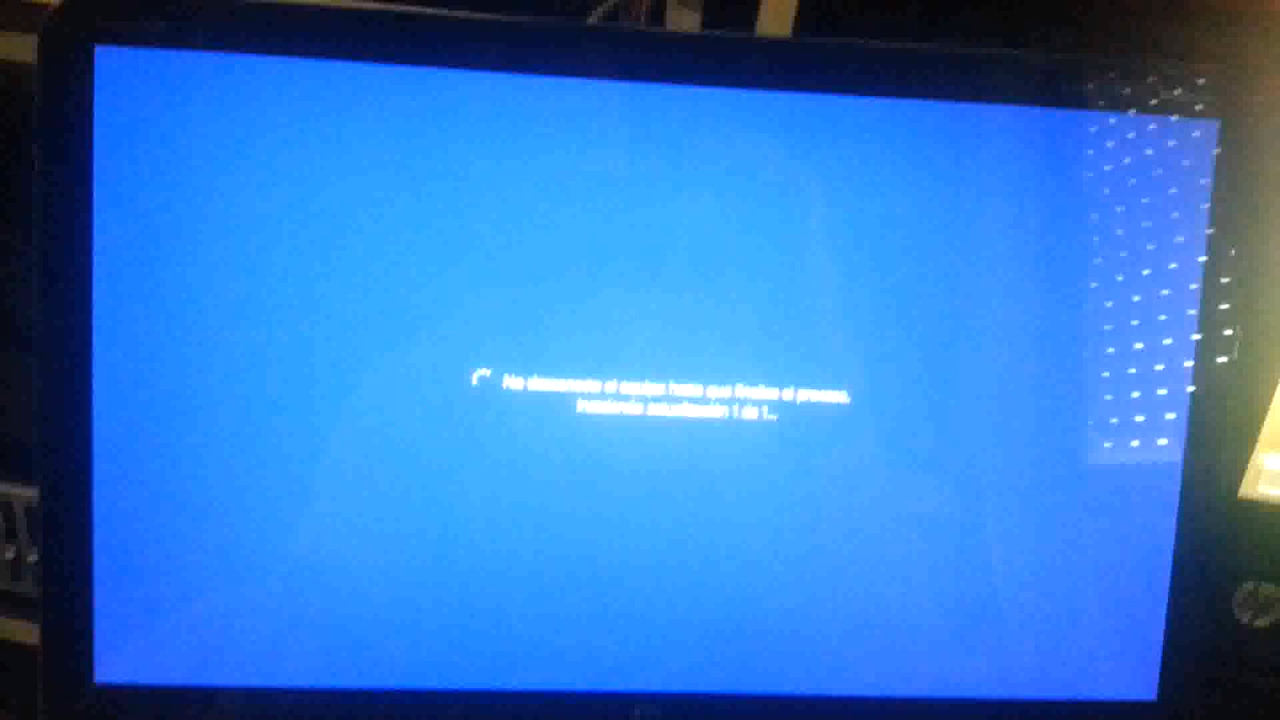 No desconecte el equipo hasta que finalice el proceso.
Instalando actualización 1 de 1...